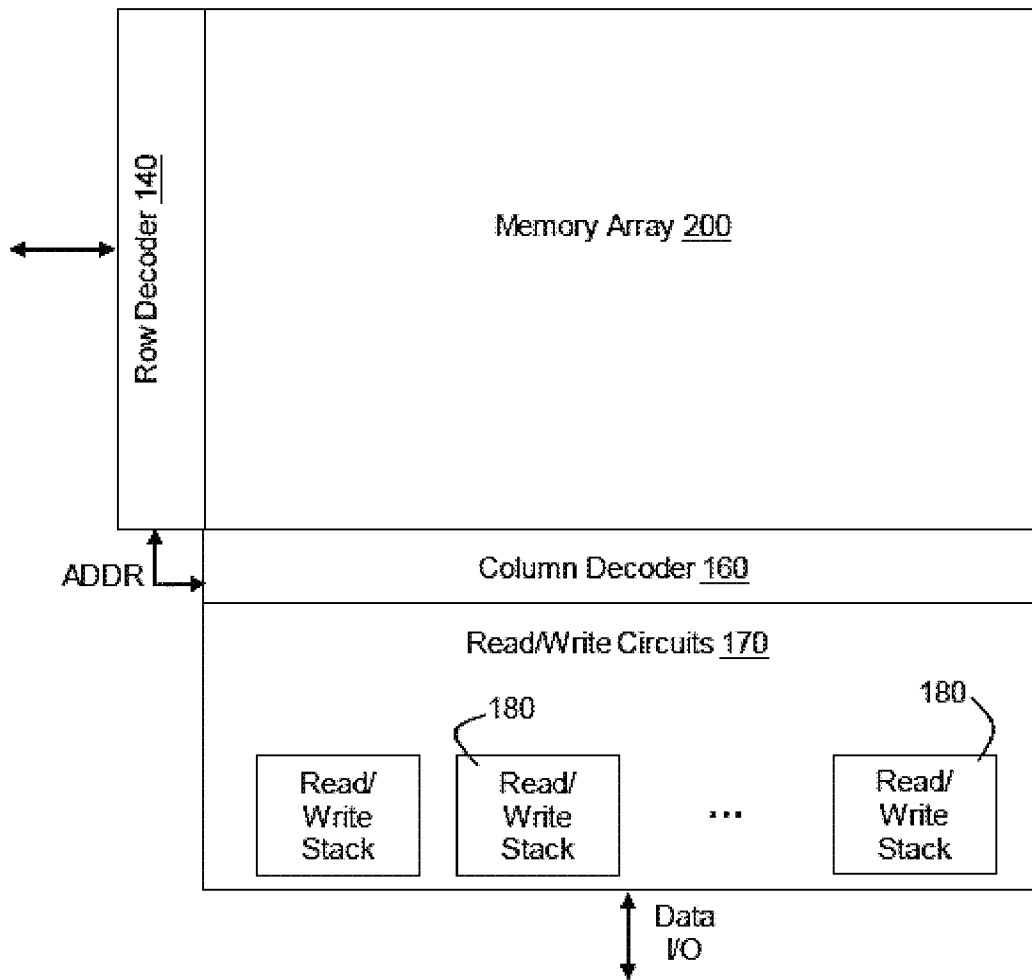 Row Decoder 140
Memory Array 200
ADDR
Column Decoder 160
Read/Write Circuits 170
180
180
Read/
Write
Stack
Read/
Write
Stack
...
Read/
Write
Stack
Data
I/O